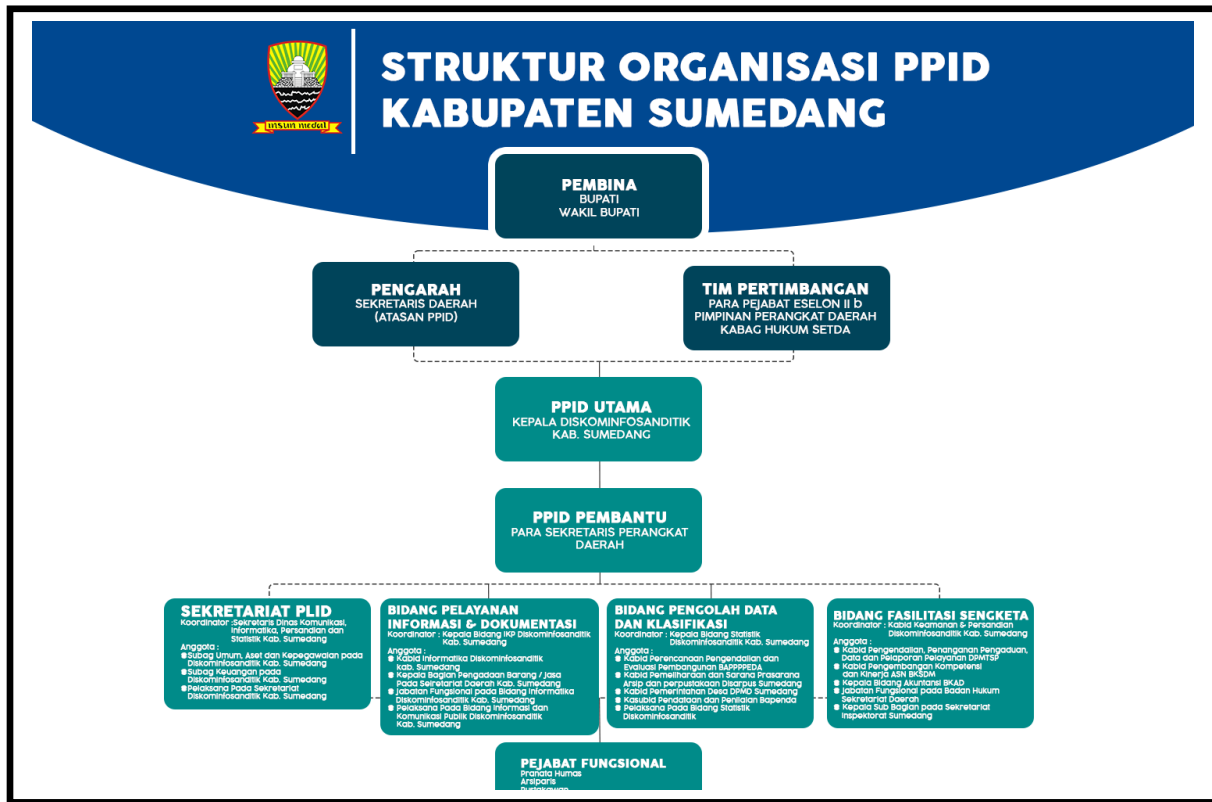 STRUKTUR ORGANISASI PPID
KABUPATEN SUMEDANG
insun medal
PEMBINA
BUPATI
WAKIL BUPATI
PENGARAH
SEKRETARIS DAERAH
(ATASAN PPID)
TIM PERTIMBANGAN
PARA PEJABAT ESELON II b
PIMPINAN PERANGKAT DAERAH
KABAG HUKUM SETDA
PPID UTAMA
KEPALA DISKOMINFOSANDITIK
KAB. SUMEDANG
PPID PEMBANTU
PARA SEKRETARIS PERANGKAT
DAERAH
SEKRETARIAT PLID
Koordinator :Sekretaris Dinas Komunikasi,
Informatika, Persandian dan
Statistik Kab. Sumedang
Anggota :
Subag Umum, Aset dan Kepegawaian pada
Diskominfosanditik Kab. Sumedang
Subag Keuangan pada
Diskominfosanditik Kab. Sumedang
Pelaksana Pada Sekretariat
Diskominfosanditik Kab. Sumedang
BIDANG PELAYANAN
INFORMASI & DOKUMENTASI
Koordinator : Kepala Bidang IKP Diskominfosanditik
Kab. Sumedang
Anggota :
Kabid Informatika Diskominfosanditik
Kab. Sumedang
Kepala Bagian Pengadaan Barang / Jasa
Pada Sekretariat Daerah Kab. Sumedang
Jabatan Fungsional pada Bidang Informatika
Diskominfosanditik Kab. Sumedang
Pelaksana Pada Bidang Informasi dan
Komunikasi Publik Diskominfosanditik
Kab. Sumedang
BIDANG PENGOLAH DATA
DAN KLASIFIKASI
Koordinator : Kepala Bidang Statistik
Diskominfosanditik Kab. Sumedang
Anggota :
Kabid Perencanaan Pengendalian dan
Evaluasi Pembangunan BAPPPPEDA
Kabid Pemeliharaan dan Sarana Prasarana
Arsip dan perpustakaan Disarpus Sumedang
Kabid Pemerintahan Desa DPMD Sumedang
Kasubid Pendataan dan Penilaian Bapenda
Pelaksana Pada Bidang Statistik
Diskominfosanditik
BIDANG FASILITASI SENGKETA
Koordinator : Kabid Keamanan & Persandian
Diskominfosanditik Kab. Sumedang
Anggota :
Kabid Pengendalian, Penanganan Pengaduan,
Data dan Pelaporan Pelayanan DPMTSP
Kabid Pengembangan Kompetensi
dan Kinerja ASN BKSDM
Kepala Bidang Akuntansi BKAD
Jabatan Fungsional pada Badan Hukum
Sekretariat Daerah
Kepala Sub Bagian pada Sekretariat
Inspektorat Sumedang
PEJABAT FUNGSIONAL
Pranata Humas
Arsiparis